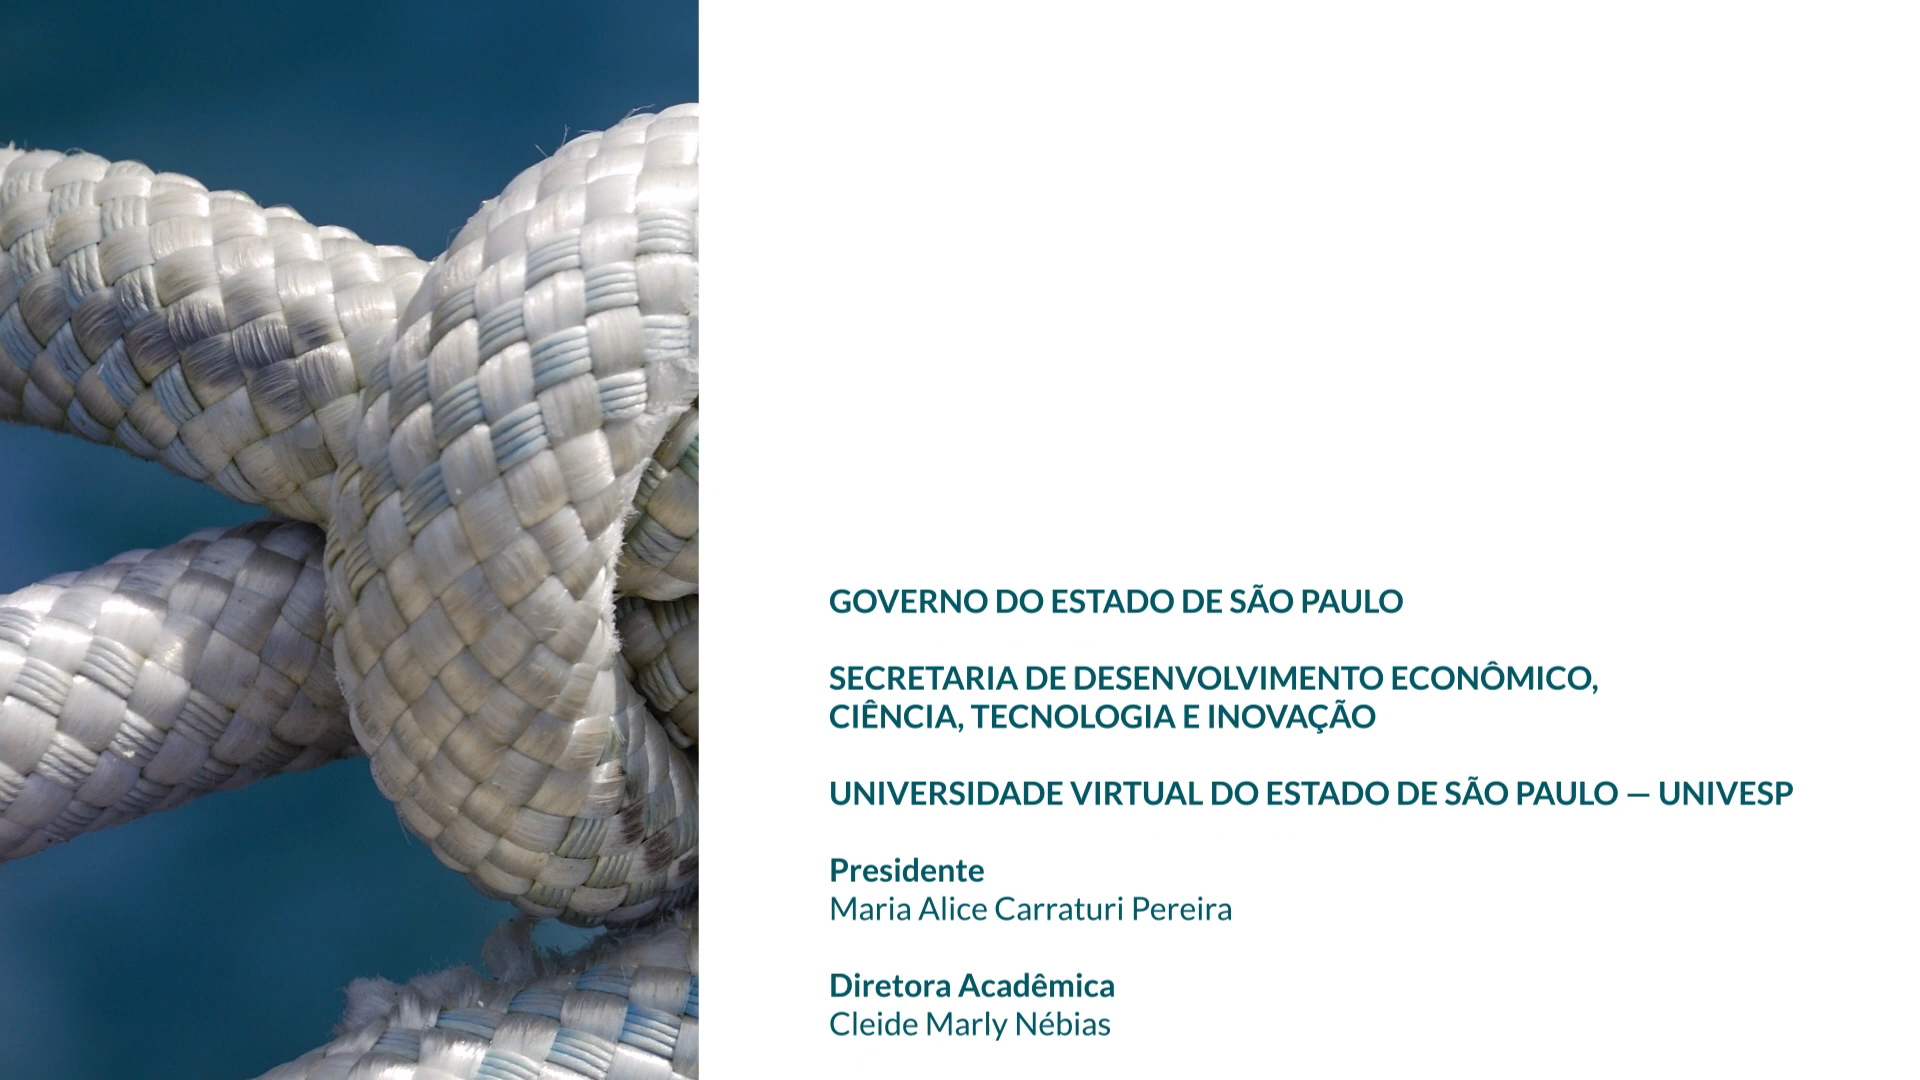 GOVERNO DO ESTADO DE SÃO PAULO
SECRETARIA DE DESENVOLVIMENTO ECONÔMICO,
CIÊNCIA, TECNOLOGIA E INOVAÇÃO
UNIVERSIDADE VIRTUAL DO ESTADO DE SÃO PAULO — UNIVESP
Presidente
Maria Alice Carraturi Pereira
Diretora Acadêmica
Cleide Marly Nébias